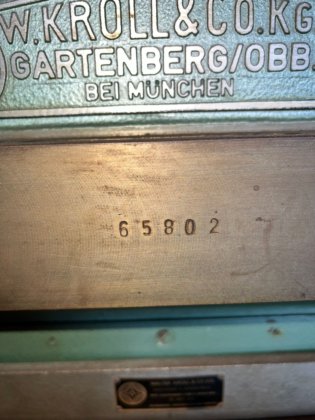 W.KROLL&CO.KG
GARTENBERG/OBB.
BEI MÜNCHEN
65802